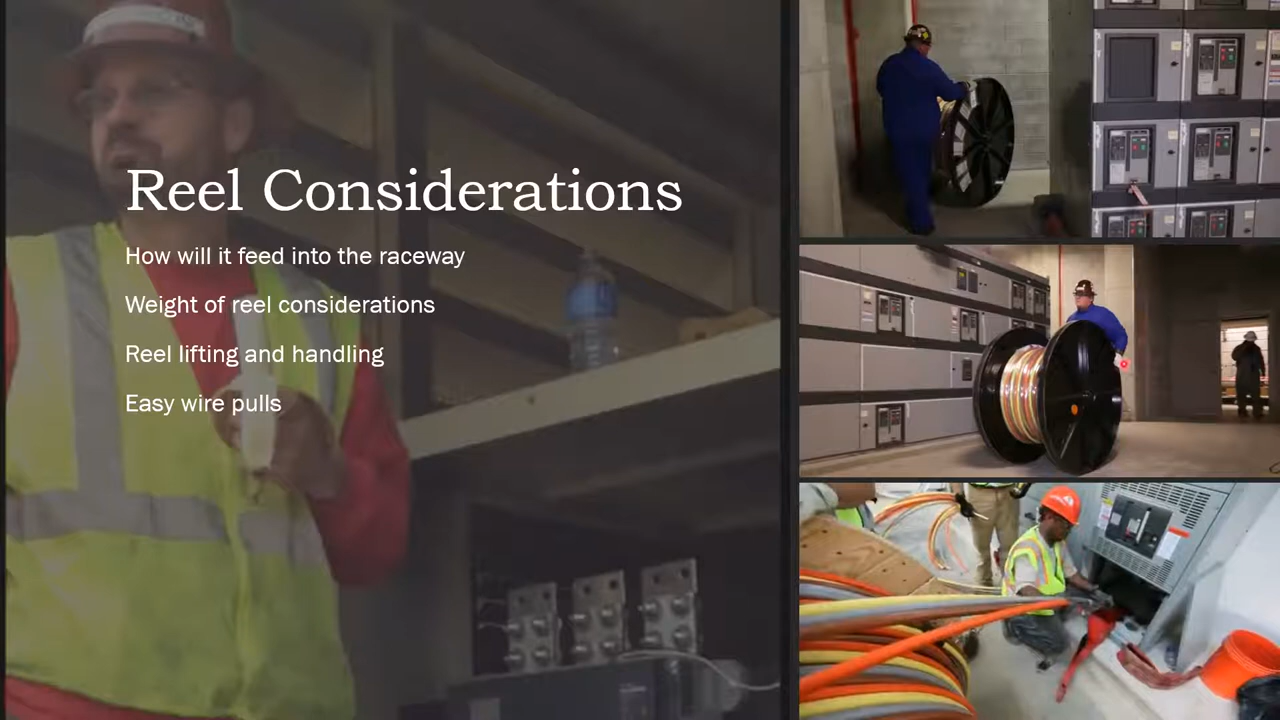 Reel Considerations
How will it feed into the raceway
Weight of reel considerations
Reel lifting and handling
Easy wire pulls